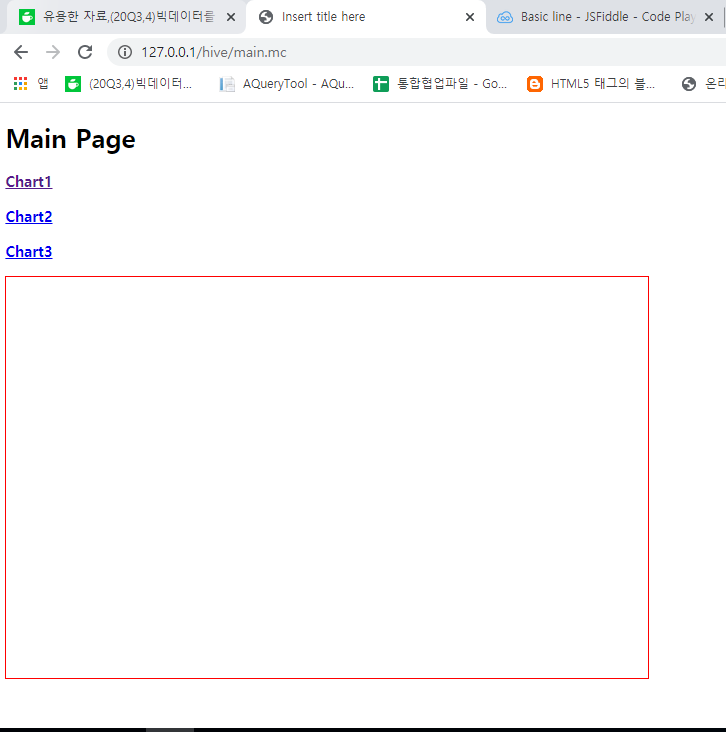 유용한 자료,(20Q3,4)빅데이터를
Insert title here
Basic line - JSFiddle - Code Play
127.0.0.1/hive/main.mc
앱
(20Q3,4)빅데이터...
AQueryTool - AQu...
통합협업파일 - Go...
HTML5 태그의 블...
온라
Main Page
Chart1
Chart2
Chart3